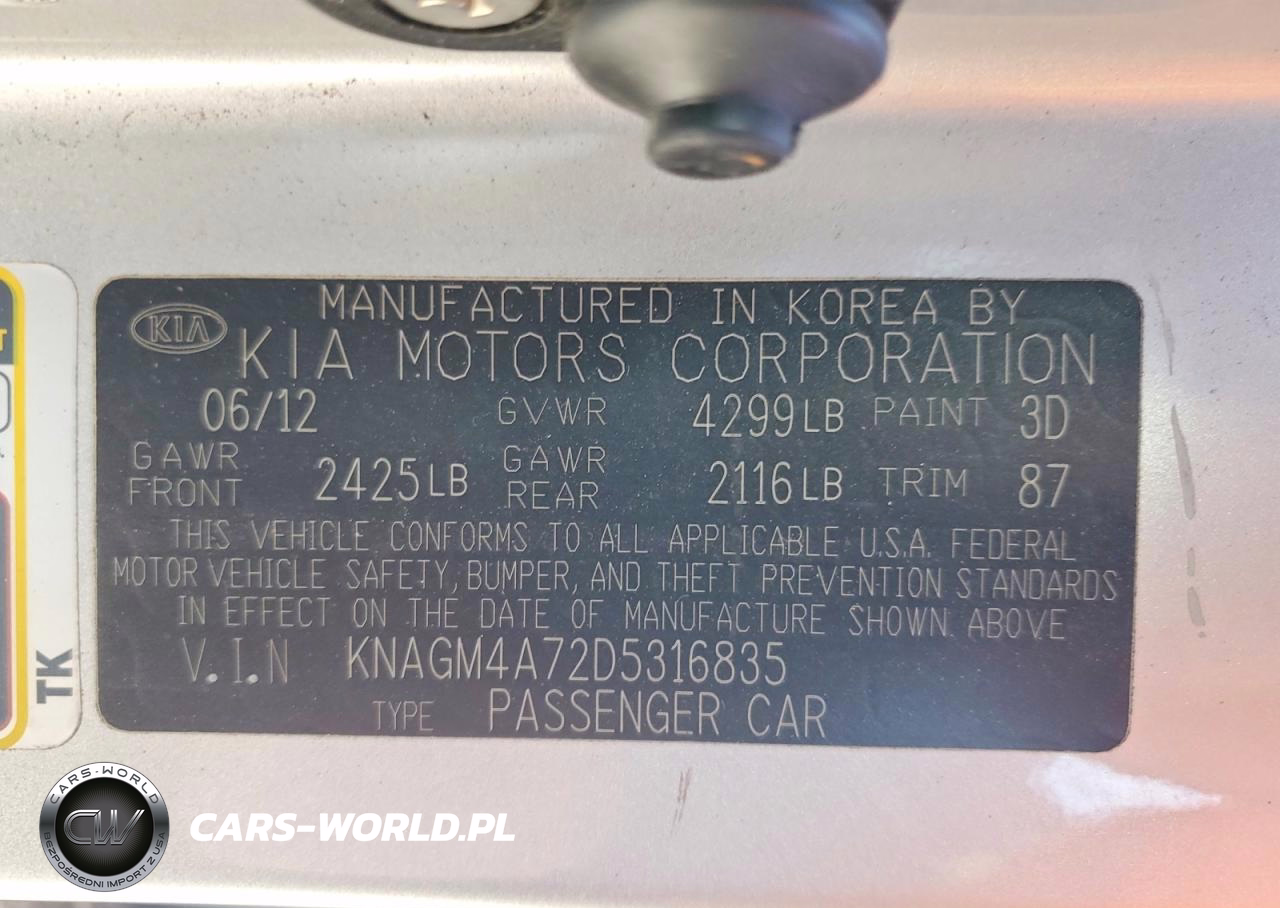 MANUFACTURED IN KOREA BY
KIA KIA MOTORS CORPORATION
06/12 GVWR 4299LB PAINT 3D
GAWR FRONT 2425LB GAWR REAR 2116LB TRIM 87
THIS VEHICLE CONFORMS TO ALL APPLICABLE U.S.A. FEDERAL
MOTOR VEHICLE SAFETY, BUMPER, AND THEFT PREVENTION STANDARDS
IN EFFECT ON THE DATE OF MANUFACTURE SHOWN ABOVE
V.I.N KNAGM4A72D5316835
TYPE PASSENGER CAR
TK
CARS-WORLD
CW
BEZPOŚREDNI IMPORT Z USA
CARS-WORLD.PL